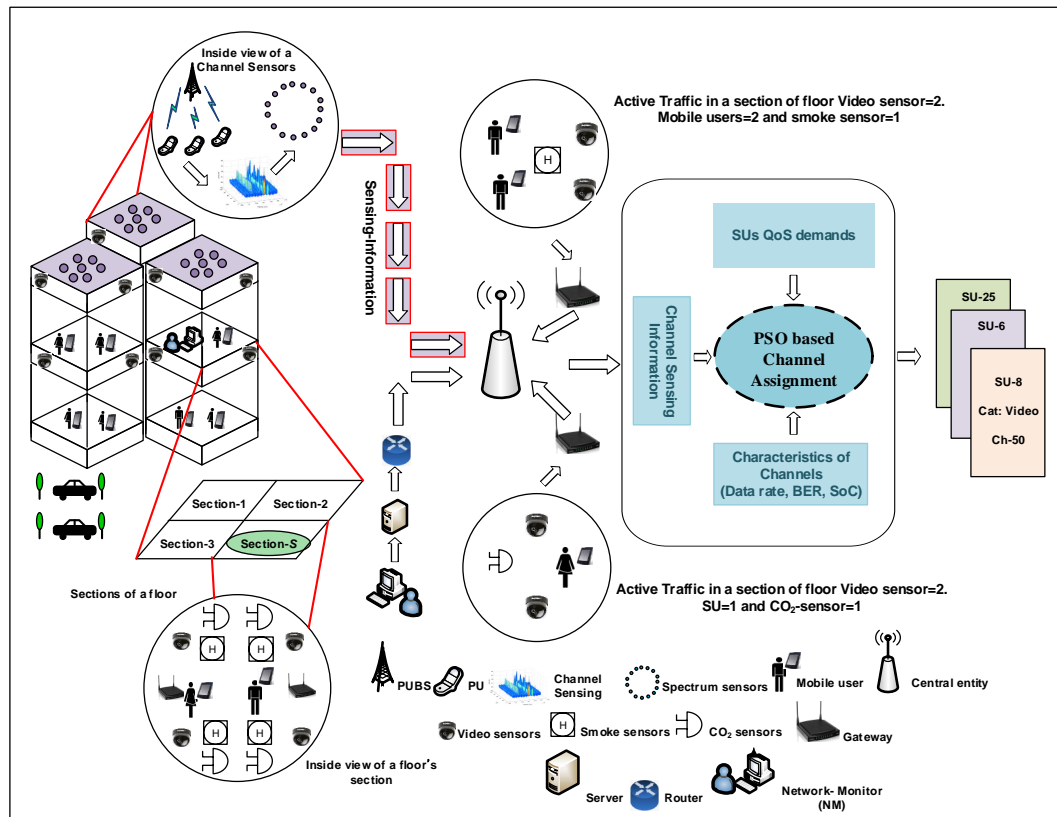 Inside view of a
Channel Sensors
Sensing-Information
Active Traffic in a section of floor Video sensor=2.
Mobile users=2 and smoke sensor=1
H
SUs QoS demands
Channel Sensing
Information
PSO based
Channel
Assignment
Characteristics of
Channels
(Data rate, BER, SoC)
SU-25
SU-6
SU-8
Cat: Video
Ch-50
Section-1
Section-2
Section-3
Section-S
Sections of a floor
H
H
H
H
Inside view of a floor's
section
Active Traffic in a section of floor Video sensor=2.
SU=1 and CO₂-sensor=1
PUBS
PU
Channel
Sensing
Spectrum sensors
Mobile user
Central entity
Video sensors
H
Smoke sensors
CO₂ sensors
Gateway
Server
Router
Network- Monitor
(NM)